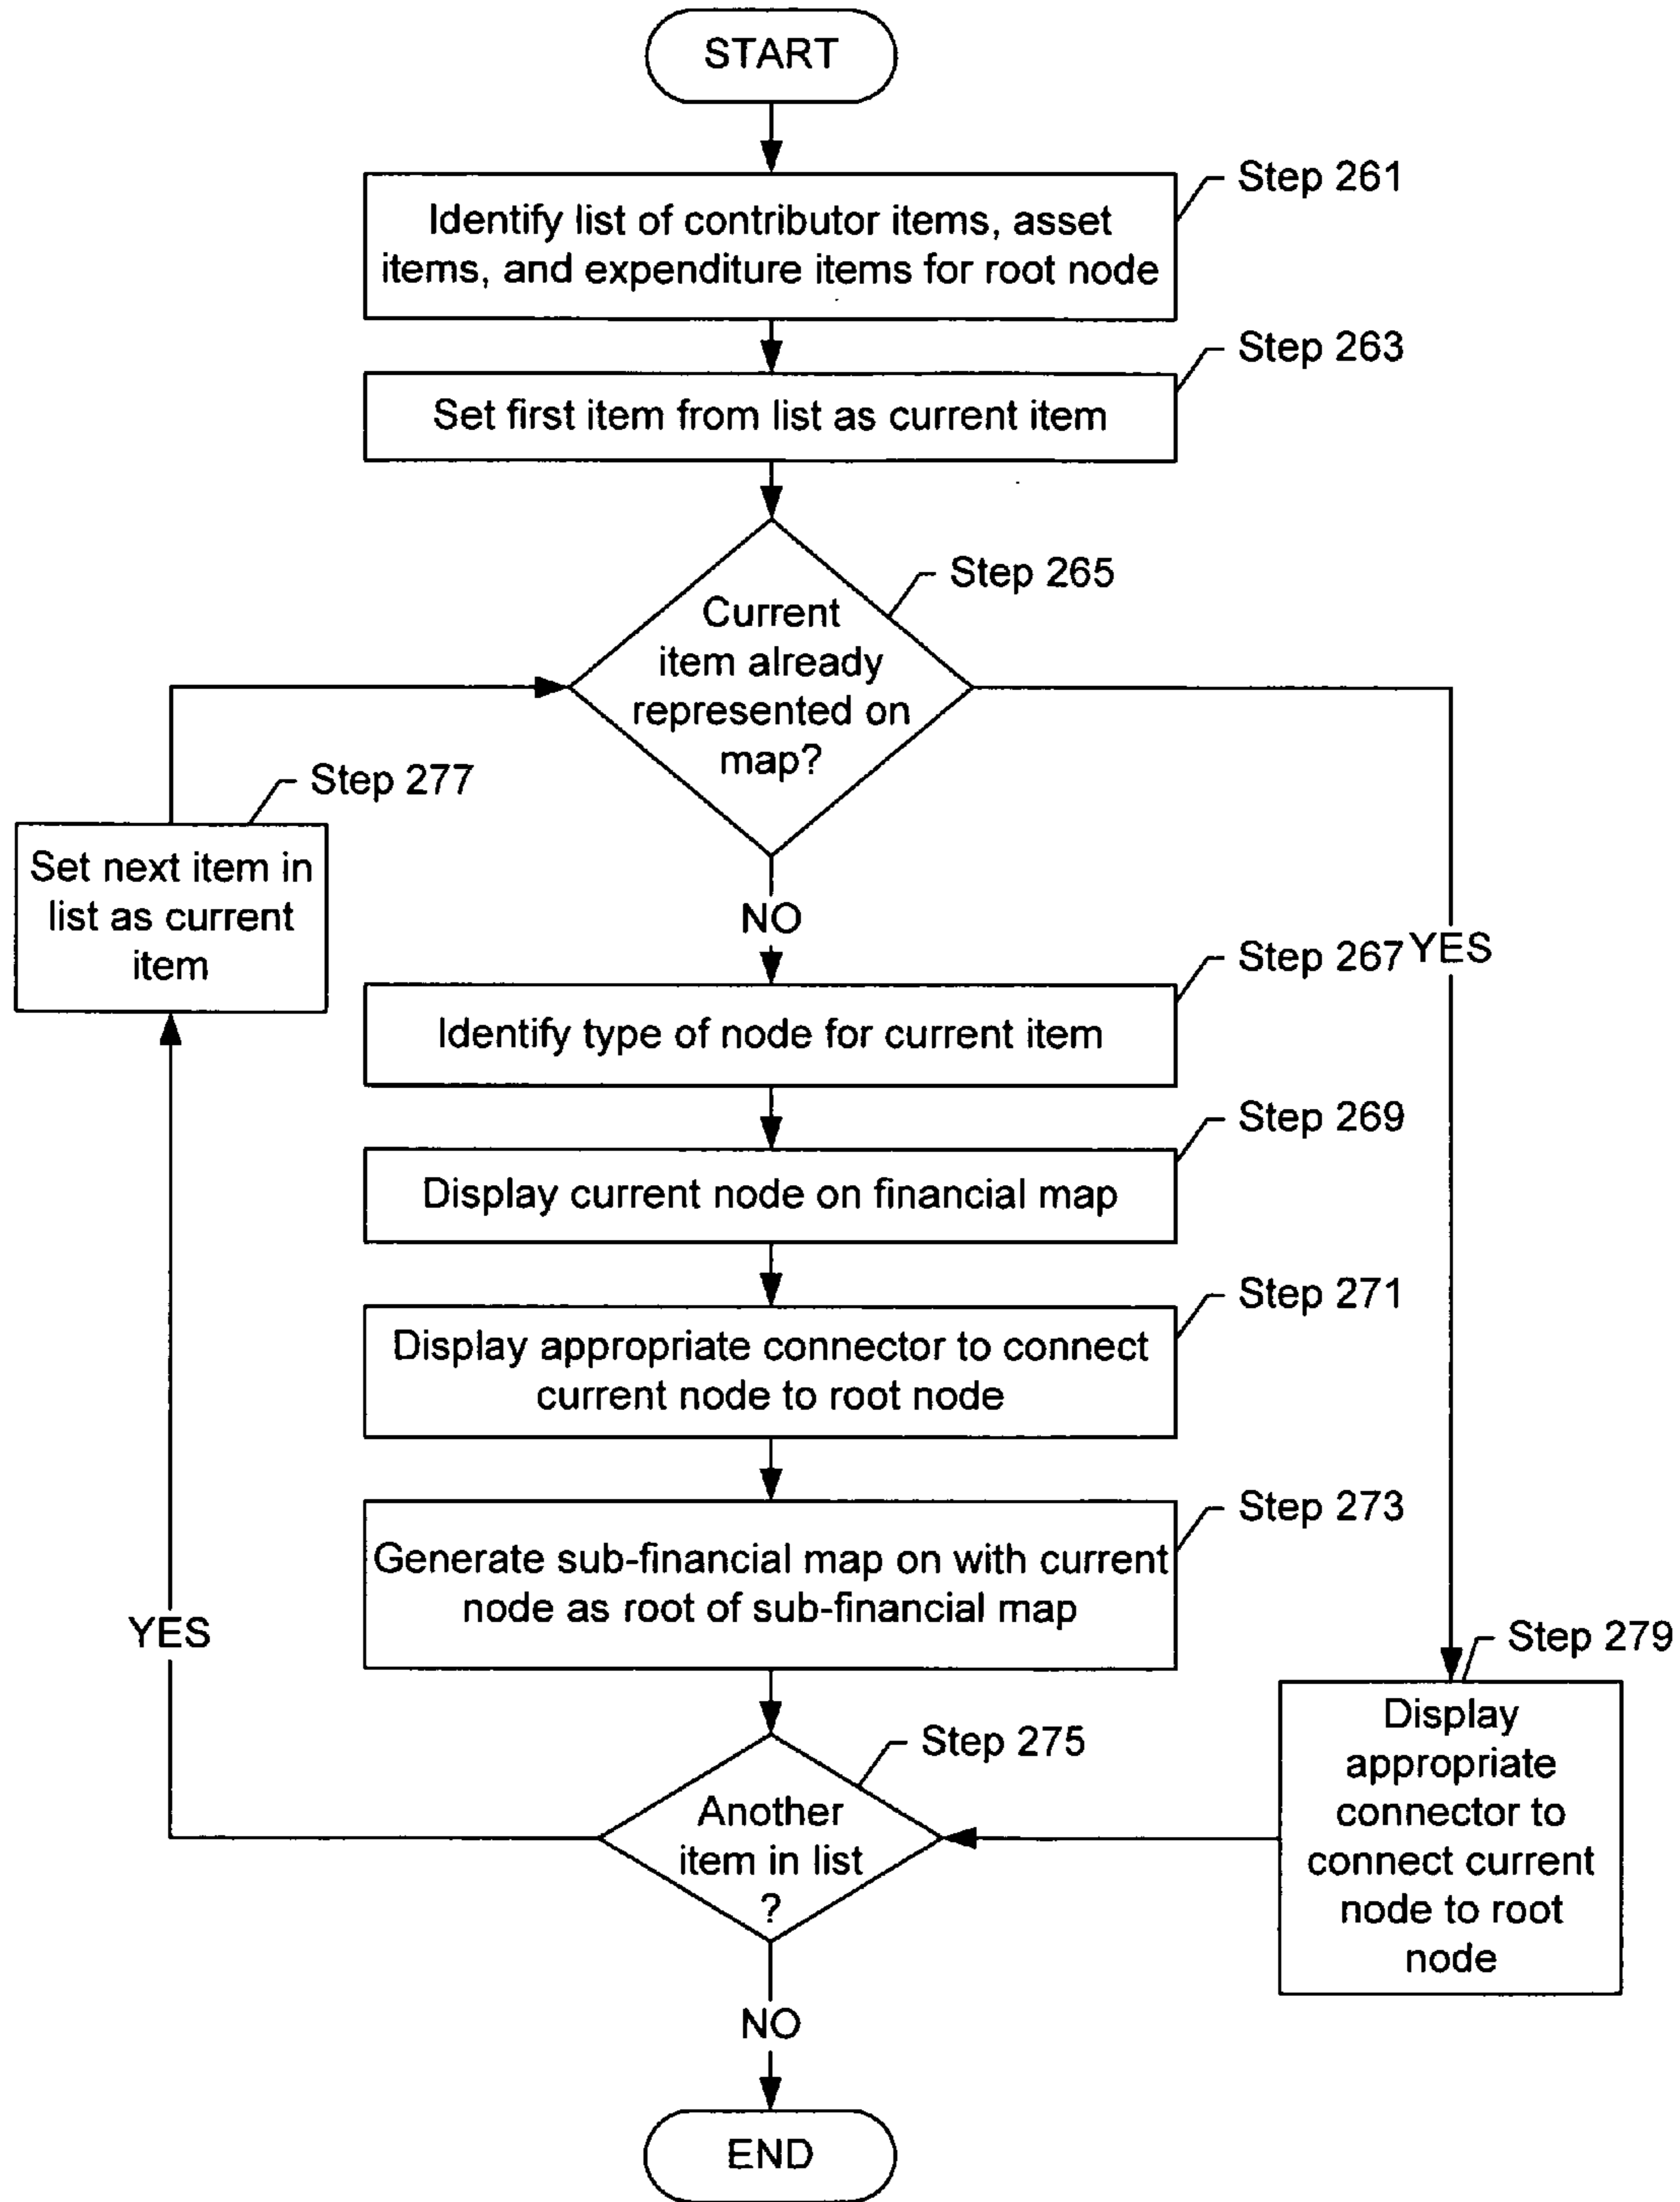 START
Step 261
Identify list of contributor items, asset
items, and expenditure items for root node
Step 263
Set first item from list as current item
Step 265
Current
item already
represented on
map?
Step 277
Set next item in
list as current
item
NO
YES
Step 267
Identify type of node for current item
Step 269
Display current node on financial map
Step 271
Display appropriate connector to connect
current node to root node
Step 273
Generate sub-financial map on with current
node as root of sub-financial map
YES
Step 279
Display
appropriate
connector to
connect current
node to root
node
Step 275
Another
item in list
?
NO
END